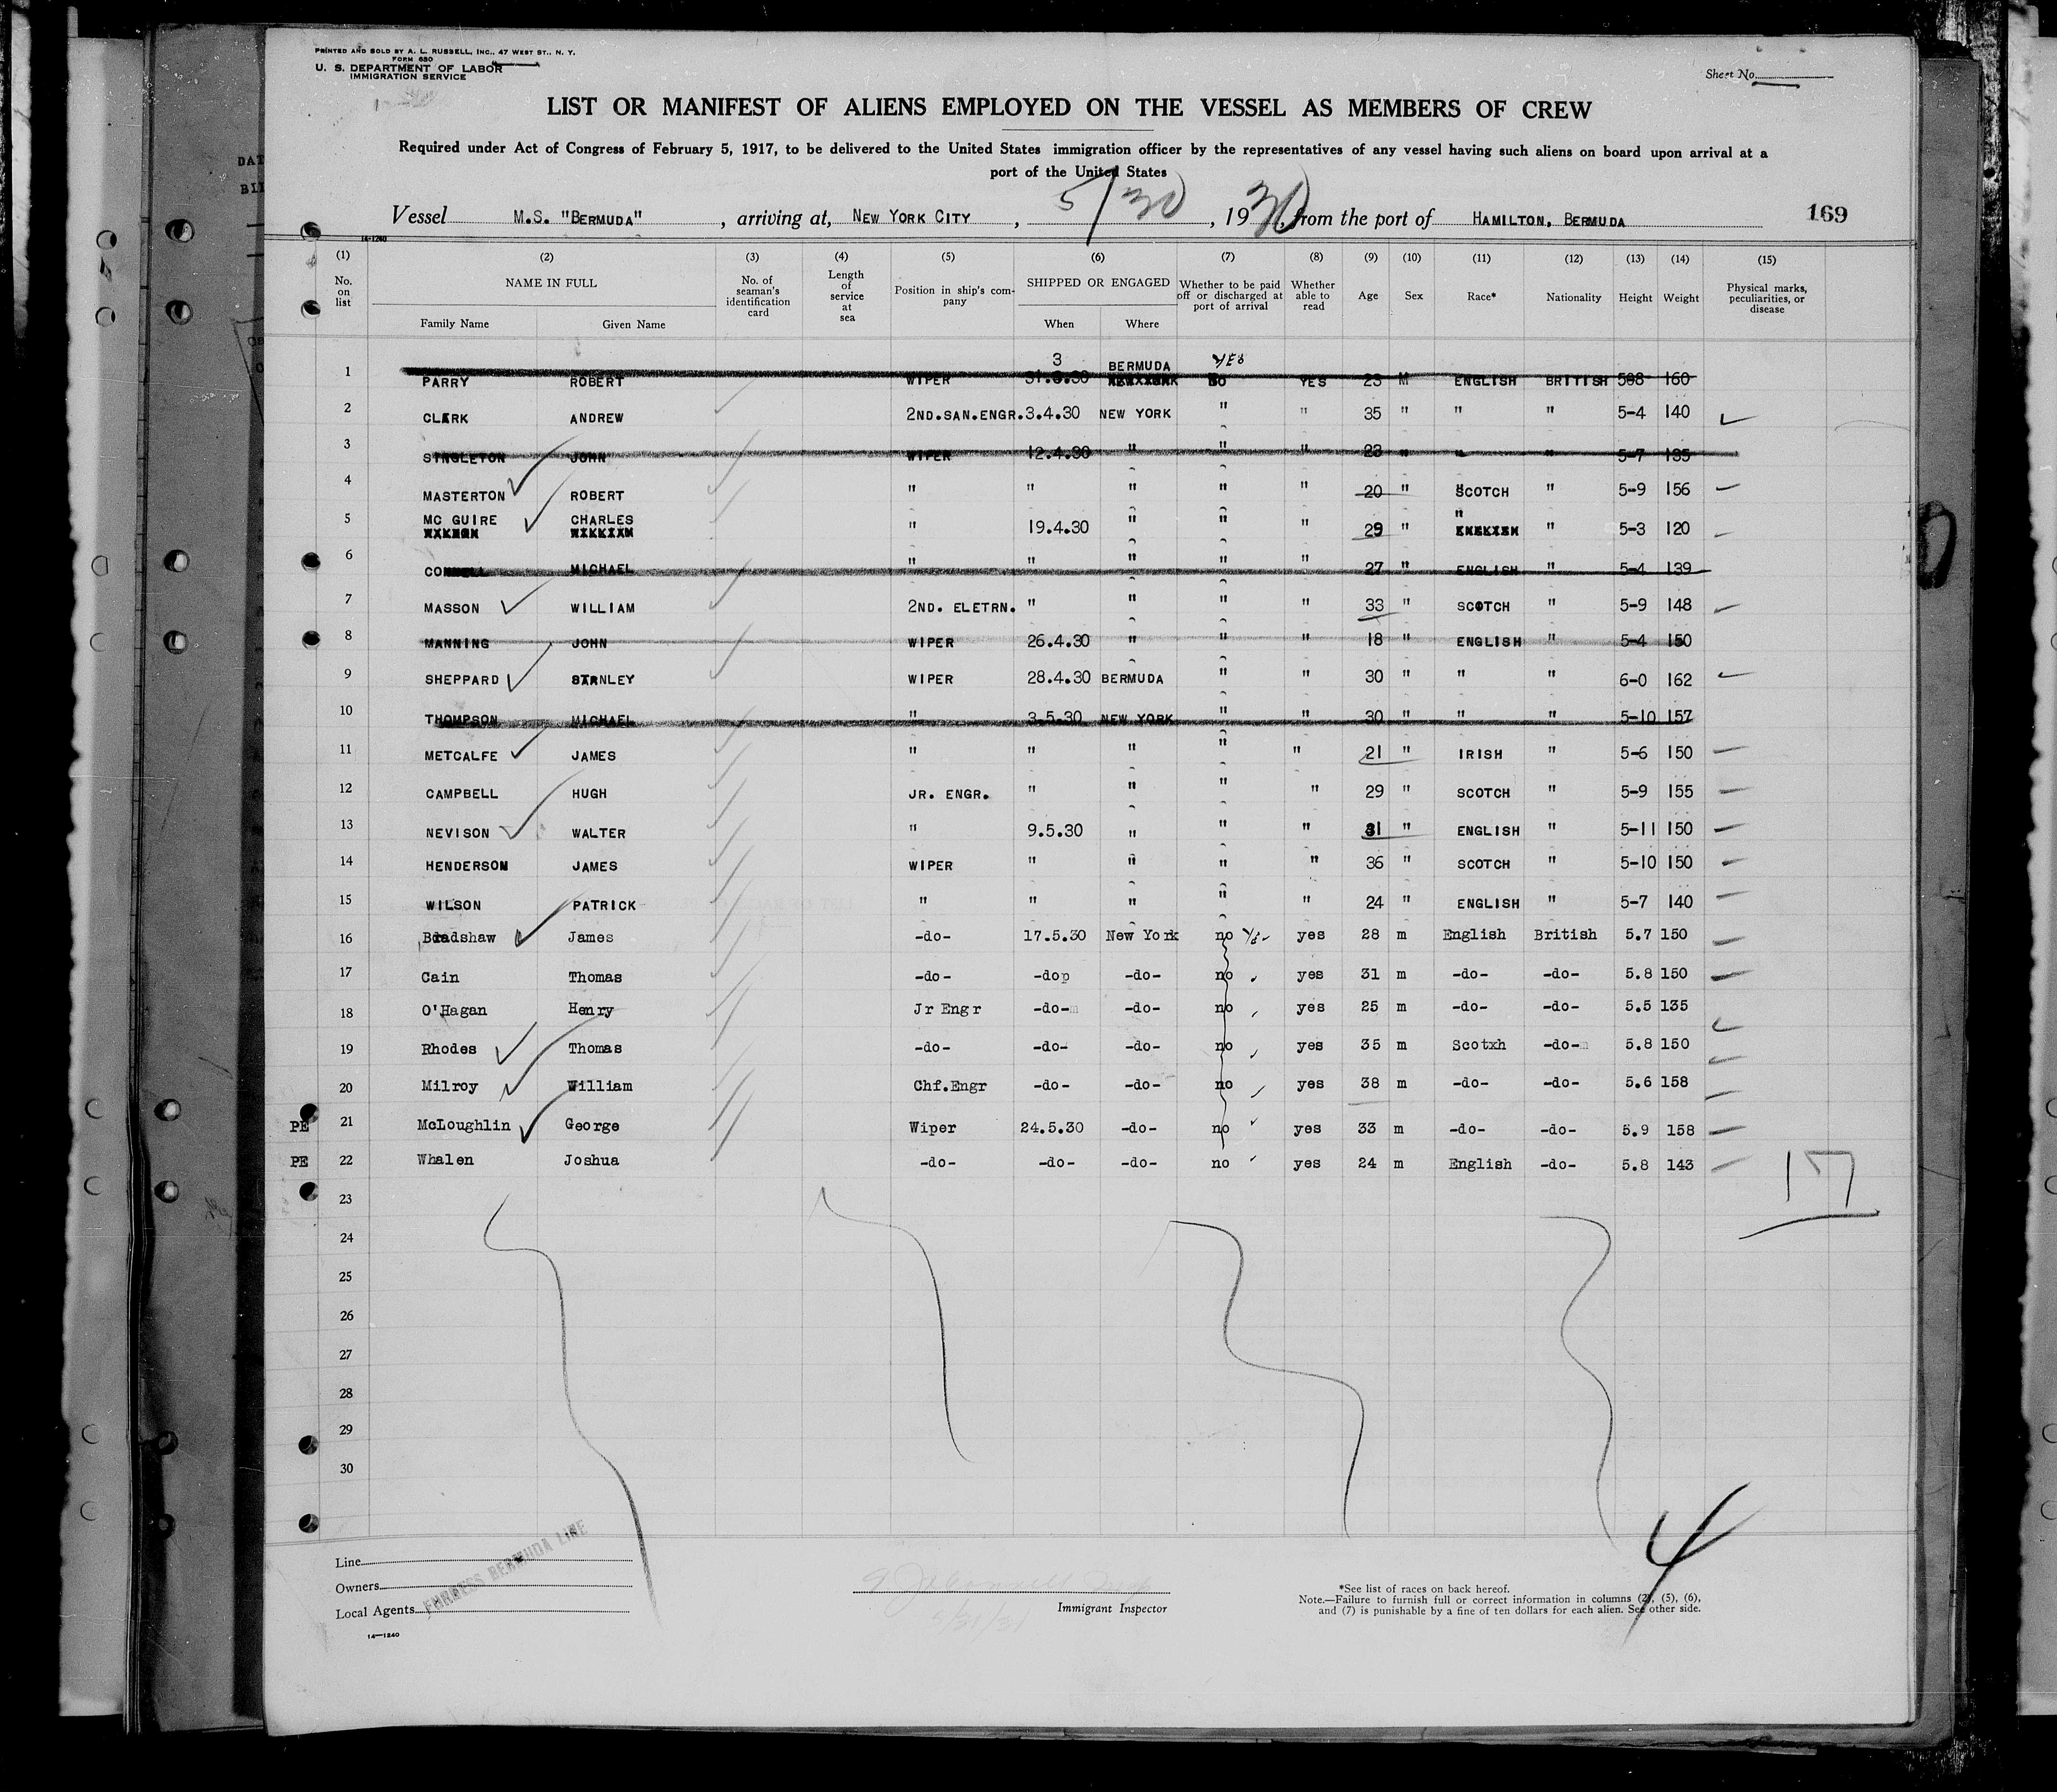 PRINTED AND SOLD BY A. L. RUSSELL, INC., 47 WEST ST., N. Y.
FORM 680
U. S. DEPARTMENT OF LABOR
IMMIGRATION SERVICE
Sheet No.
LIST OR MANIFEST OF ALIENS EMPLOYED ON THE VESSEL AS MEMBERS OF CREW
Required under Act of Congress of February 5, 1917, to be delivered to the United States immigration officer by the representatives of any vessel having such aliens on board upon arrival at a
port of the United States
Vessel M.S. "BERMUDA", arriving at, NEW YORK CITY, 5/30, 1930, from the port of HAMILTON, BERMUDA 169
14-1240
(1) (2) (3) (4) (5) (6) (7) (8) (9) (10) (11) (12) (13) (14) (15)
No. on list NAME IN FULL Family Name Given Name No. of seaman's identification card Length of service at sea Position in ship's company SHIPPED OR ENGAGED When Where Whether to be paid off or discharged at port of arrival Whether able to read Age Sex Race* Nationality Height Weight Physical marks, peculiarities, or disease
3 BERMUDA YES
1 PARRY ROBERT WIPER 31.3.30 NO YES 23 M ENGLISH BRITISH 508 160
2 CLARK ANDREW 2ND.SAN.ENGR. 3.4.30 NEW YORK " " 35 " " " 5-4 140
3 SINGLETON JOHN WIPER 12.4.30 " " " 23 " " " 5-7 135
4 MASTERTON ROBERT " " " " " 20 " SCOTCH " 5-9 156
5 MC GUIRE CHARLES " 19.4.30 " " " 29 " " " 5-3 120
6 CONNELL MICHAEL " " " " " 27 " ENGLISH " 5-4 139
7 MASSON WILLIAM 2ND. ELETRN. " " " " 33 " SCOTCH " 5-9 148
8 MANNING JOHN WIPER 26.4.30 " " " 18 " ENGLISH " 5-4 150
9 SHEPPARD STANLEY WIPER 28.4.30 BERMUDA " " 30 " " " 6-0 162
10 THOMPSON MICHAEL " 3.5.30 NEW YORK " " 30 " " " 5-10 157
11 METCALFE JAMES " " " " " 21 " IRISH " 5-6 150
12 CAMPBELL HUGH JR. ENGR. " " " " 29 " SCOTCH " 5-9 155
13 NEVISON WALTER " 9.5.30 " " " 31 " ENGLISH " 5-11 150
14 HENDERSON JAMES WIPER " " " " 36 " SCOTCH " 5-10 150
15 WILSON PATRICK " " " " " 24 " ENGLISH " 5-7 140
16 Bradshaw James -do- 17.5.30 New York no Yes yes 28 m English British 5.7 150
17 Cain Thomas -do- -dop -do- no yes 31 m -do- -do- 5.8 150
18 O'Hagan Henry Jr Engr -do- -do- no yes 25 m -do- -do- 5.5 135
19 Rhodes Thomas -do- -do- -do- no yes 35 m Scotxh -do- 5.8 150
20 Milroy William Chf.Engr -do- -do- no yes 38 m -do- -do- 5.6 158
PE 21 McLoughlin George Wiper 24.5.30 -do- no yes 33 m -do- -do- 5.9 158
PE 22 Whalen Joshua -do- -do- -do- no yes 24 m English -do- 5.8 143
17
23
24
25
26
27
28
29
30
4
Line
Owners
Local Agents
FURNESS BERMUDA LINE
Immigrant Inspector
*See list of races on back hereof.
Note.—Failure to furnish full or correct information in columns (2), (5), (6),
and (7) is punishable by a fine of ten dollars for each alien. See other side.
14—1240